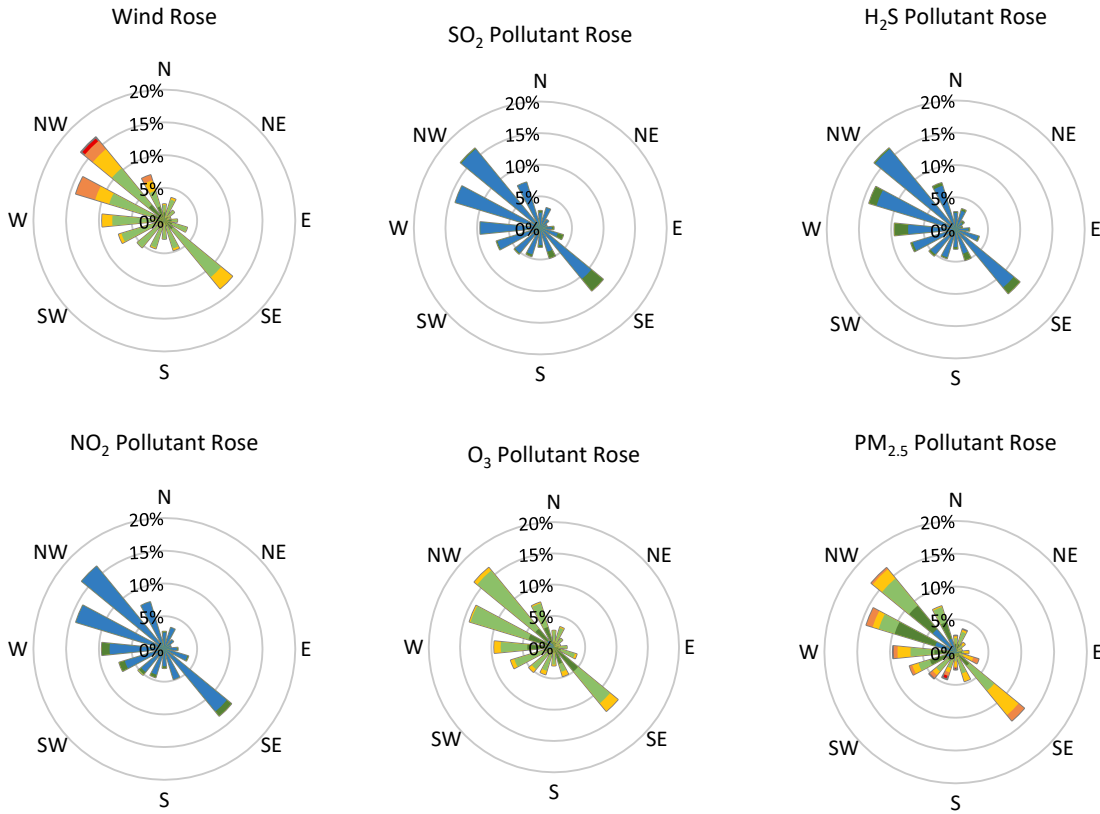 Wind Rose
N
20%
15%
10%
5%
0%
NW
NE
W
E
SW
SE
S
SO₂ Pollutant Rose
N
20%
15%
10%
5%
0%
NW
NE
W
E
SW
SE
S
H₂S Pollutant Rose
N
20%
15%
10%
5%
0%
NW
NE
W
E
SW
SE
S
NO₂ Pollutant Rose
N
20%
15%
10%
5%
0%
NW
NE
W
E
SW
SE
S
O₃ Pollutant Rose
N
20%
15%
10%
5%
0%
NW
NE
W
E
SW
SE
S
PM₂.₅ Pollutant Rose
N
20%
15%
10%
5%
0%
NW
NE
W
E
SW
SE
S